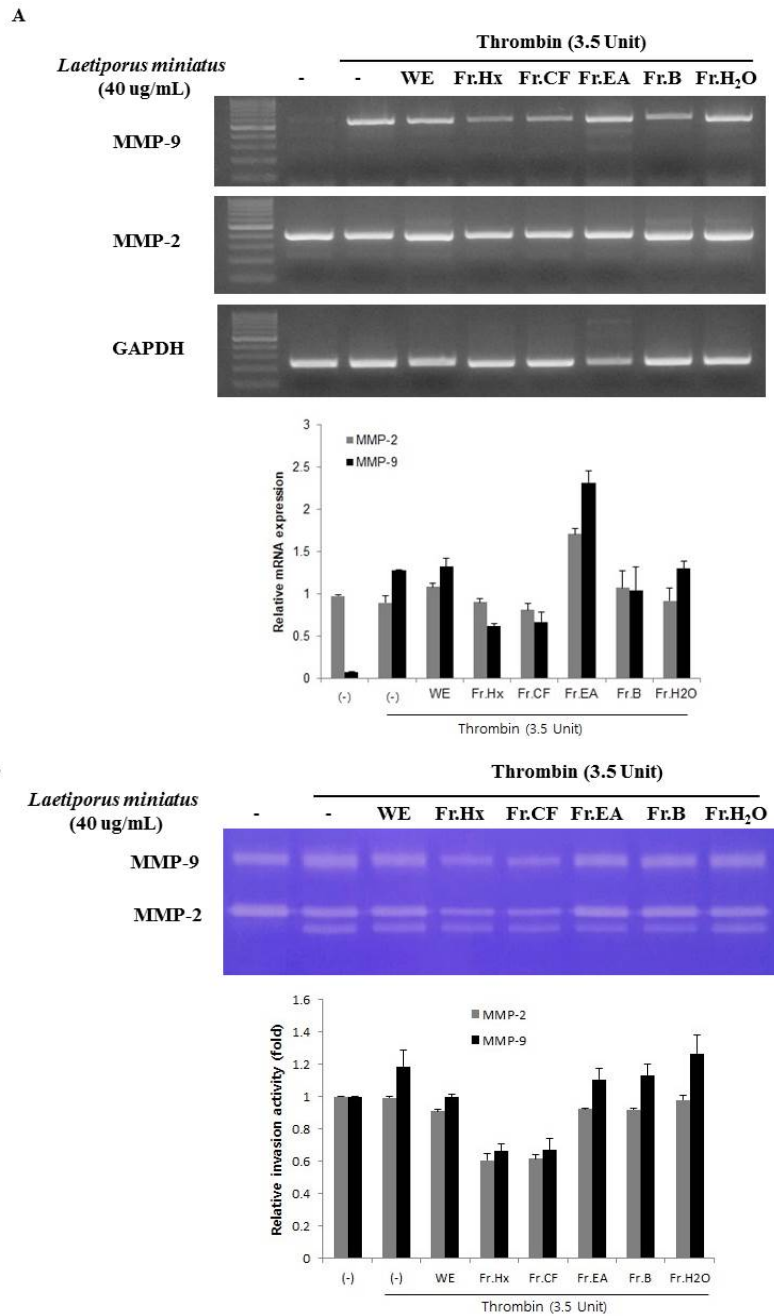 A
Thrombin (3.5 Unit)
Laetiporus miniatus
(40 ug/mL)
- - WE Fr.Hx Fr.CF Fr.EA Fr.B Fr.H₂O
MMP-9
MMP-2
GAPDH
MMP-2
MMP-9
Relative mRNA expression
3
2.5
2
1.5
1
0.5
0
(-) (-) WE Fr.Hx Fr.CF Fr.EA Fr.B Fr.H2O
Thrombin (3.5 Unit)
Thrombin (3.5 Unit)
Laetiporus miniatus
(40 ug/mL)
- - WE Fr.Hx Fr.CF Fr.EA Fr.B Fr.H₂O
MMP-9
MMP-2
MMP-2
MMP-9
Relative invasion activity (fold)
1.6
1.4
1.2
1
0.8
0.6
0.4
0.2
0
(-) (-) WE Fr.Hx Fr.CF Fr.EA Fr.B Fr.H2O
Thrombin (3.5 Unit)